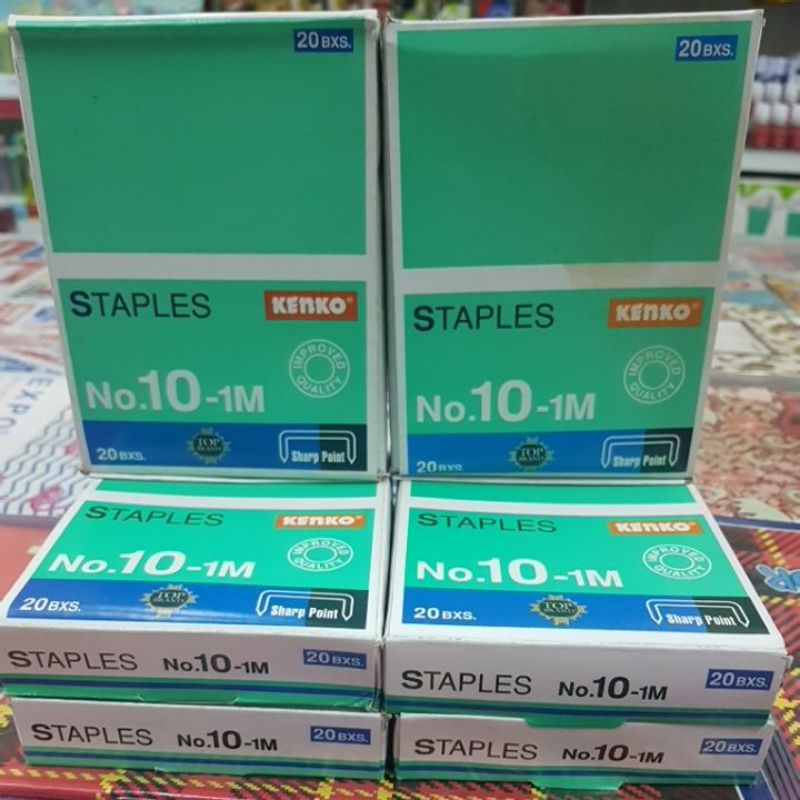 20 BXS.
STAPLES KENKO®
IMPROVED QUALITY
No.10-1M
20 BXS. TOP BRAND Sharp Point
20 BXS.
STAPLES KENKO®
IMPROVED QUALITY
No.10-1M
20 BXS. TOP BRAND Sharp Point
STAPLES KENKO®
IMPROVED QUALITY
No.10-1M
20 BXS. TOP BRAND Sharp Point
STAPLES No.10-1M 20 BXS.
STAPLES KENKO®
IMPROVED QUALITY
No.10-1M
20 BXS. TOP BRAND Sharp Point
STAPLES No.10-1M 20 BXS.
STAPLES No.10-1M 20 BXS.
STAPLES No.10-1M 20 BXS.